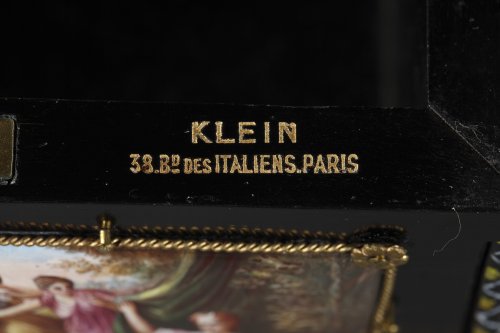 KLEIN
38.BD DES ITALIENS.PARIS